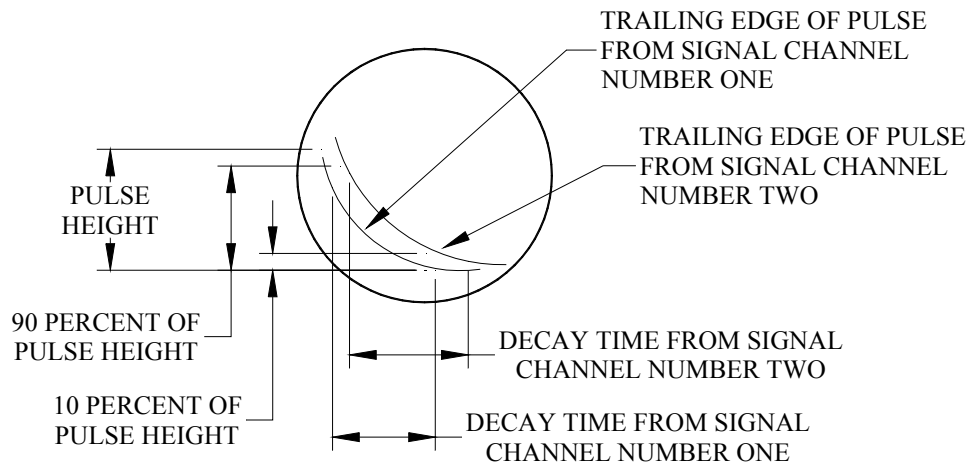 TRAILING EDGE OF PULSE
FROM SIGNAL CHANNEL
NUMBER ONE
TRAILING EDGE OF PULSE
FROM SIGNAL CHANNEL
NUMBER TWO
PULSE
HEIGHT
90 PERCENT OF
PULSE HEIGHT
DECAY TIME FROM SIGNAL
CHANNEL NUMBER TWO
10 PERCENT OF
PULSE HEIGHT
DECAY TIME FROM SIGNAL
CHANNEL NUMBER ONE